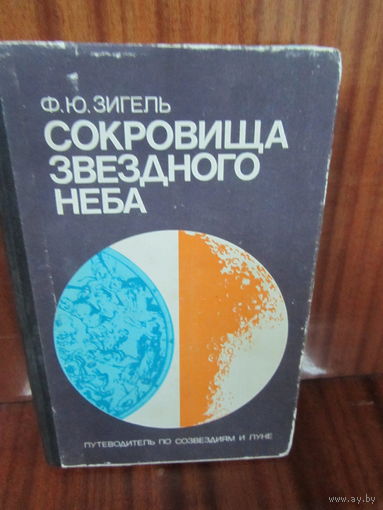 Ф.Ю.ЗИГЕЛЬ
СОКРОВИЩА
ЗВЕЗДНОГО
НЕБА
ПУТЕВОДИТЕЛЬ ПО СОЗВЕЗДИЯМ И ЛУНЕ
www.ay.by